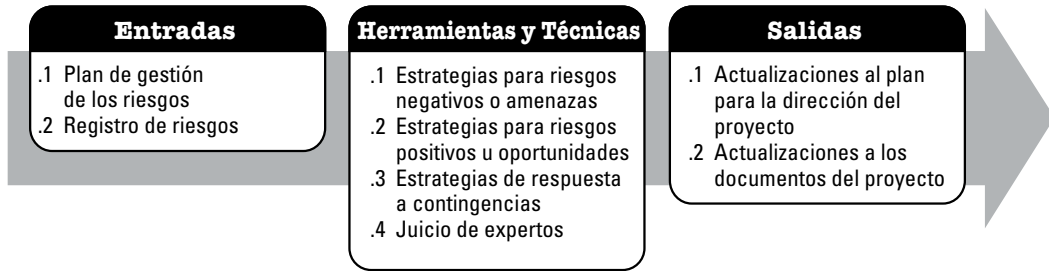 Entradas
.1 Plan de gestión
de los riesgos
.2 Registro de riesgos
Herramientas y Técnicas
.1 Estrategias para riesgos
negativos o amenazas
.2 Estrategias para riesgos
positivos u oportunidades
.3 Estrategias de respuesta
a contingencias
.4 Juicio de expertos
Salidas
.1 Actualizaciones al plan
para la dirección del
proyecto
.2 Actualizaciones a los
documentos del proyecto